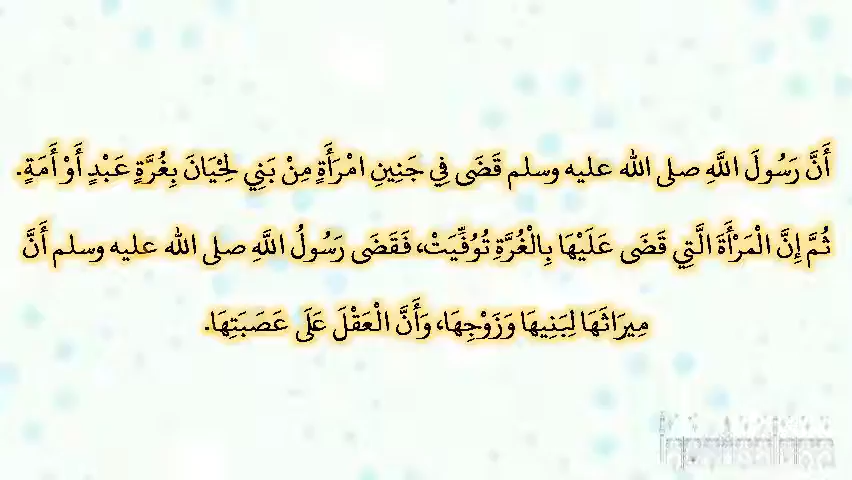 أَنَّ رَسُولَ اللَّهِ صلى الله عليه وسلم قَضَى فِي جَنِينِ امْرَأَةٍ مِنْ بَنِي لِحْيَانَ بِغُرَّةٍ عَبْدٍ أَوْ أَمَةٍ.
ثُمَّ إِنَّ الْمَرْأَةَ الَّتِي قَضَى عَلَيْهَا بِالْغُرَّةِ تُوُفِّيَتْ، فَقَضَى رَسُولُ اللَّهِ صلى الله عليه وسلم أَنَّ
مِيرَاثَهَا لِبَنِيهَا وَزَوْجِهَا، وَأَنَّ الْعَقْلَ عَلَى عَصَبَتِهَا.